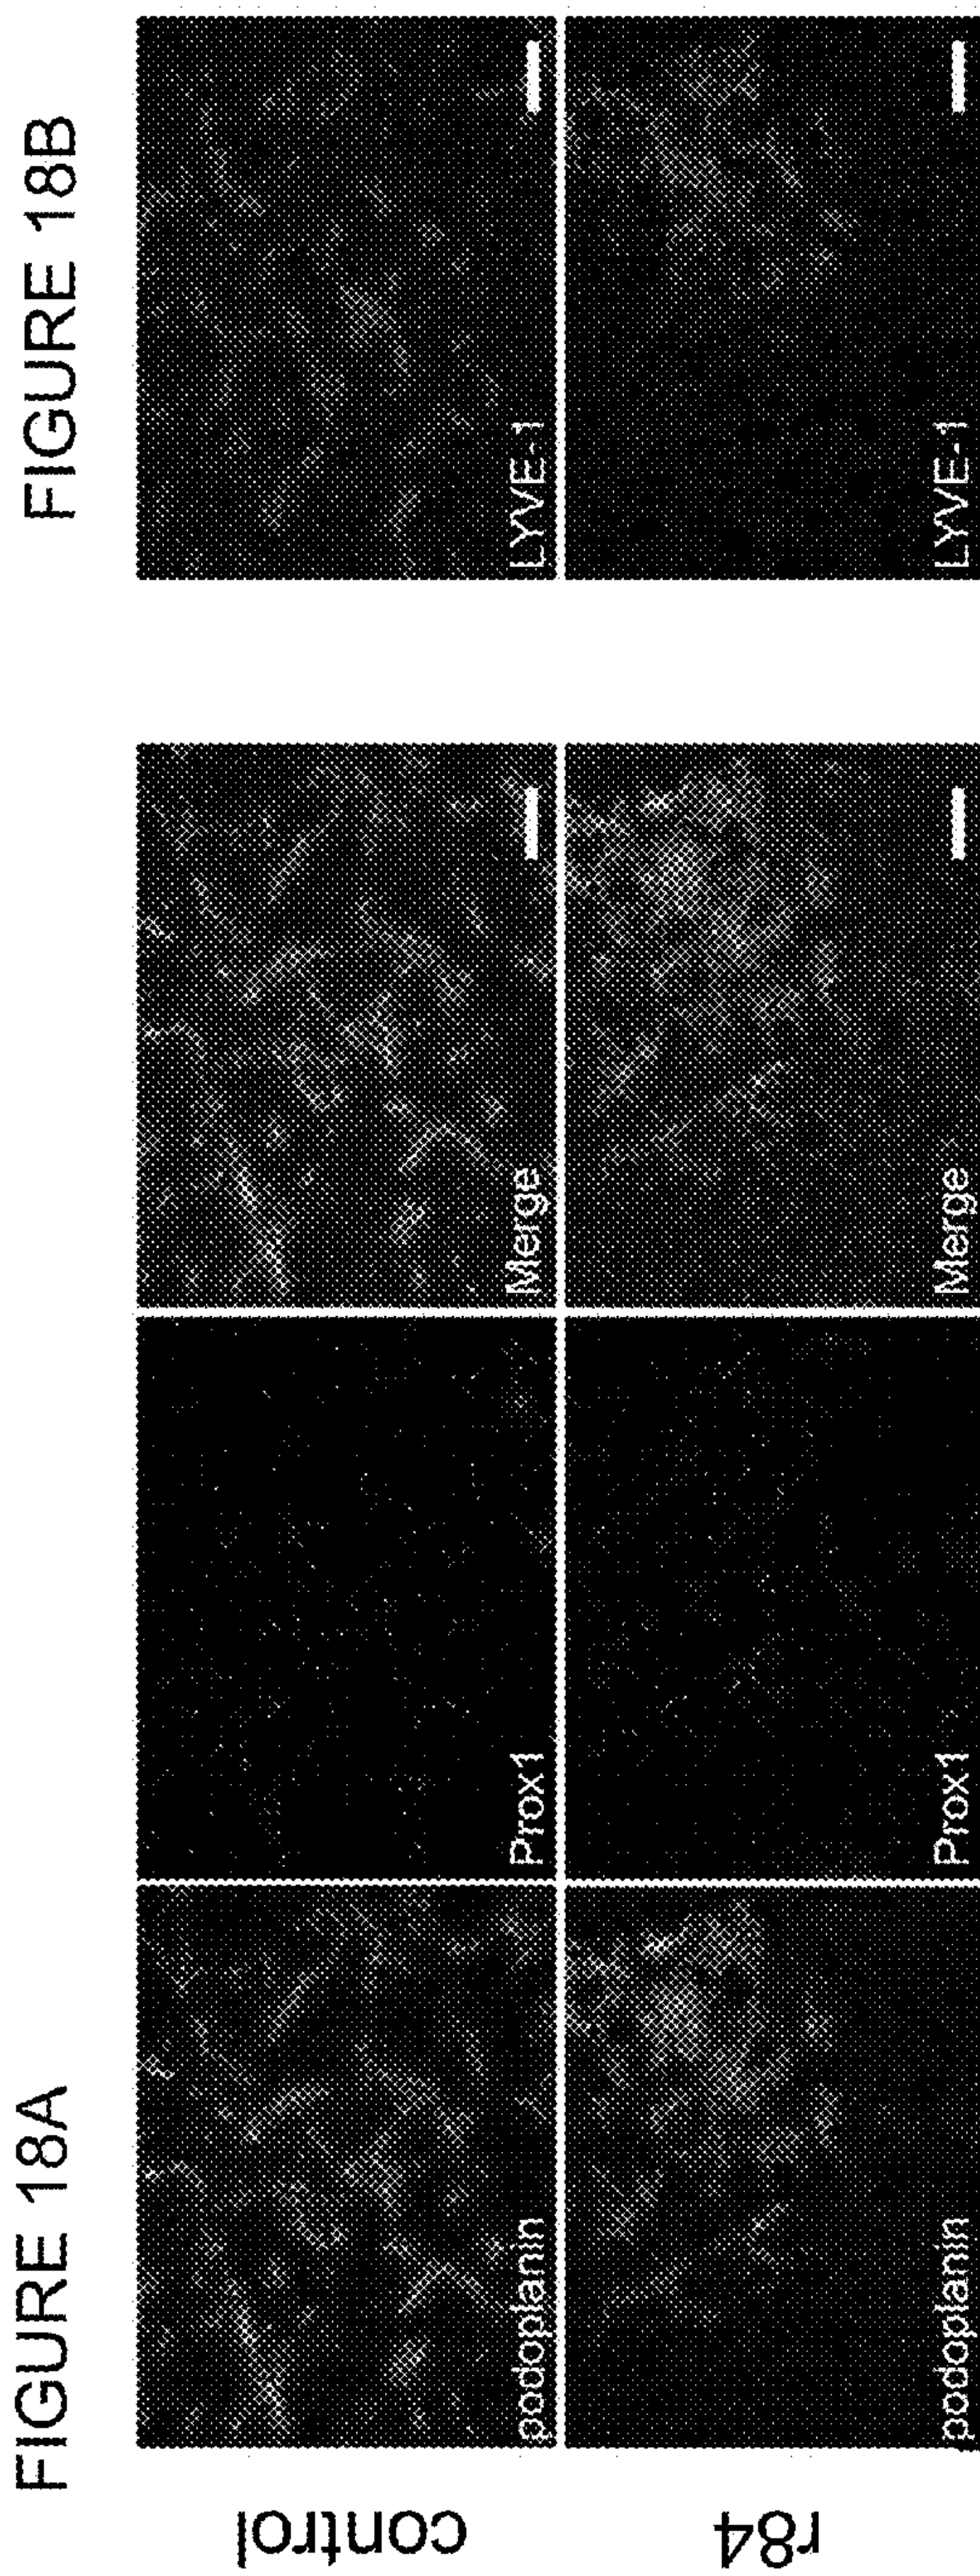 FIGURE 18A
FIGURE 18B
control
podoplanin
Prox1
Merge
LYVE-1
r84
podoplanin
Prox1
Merge
LYVE-1